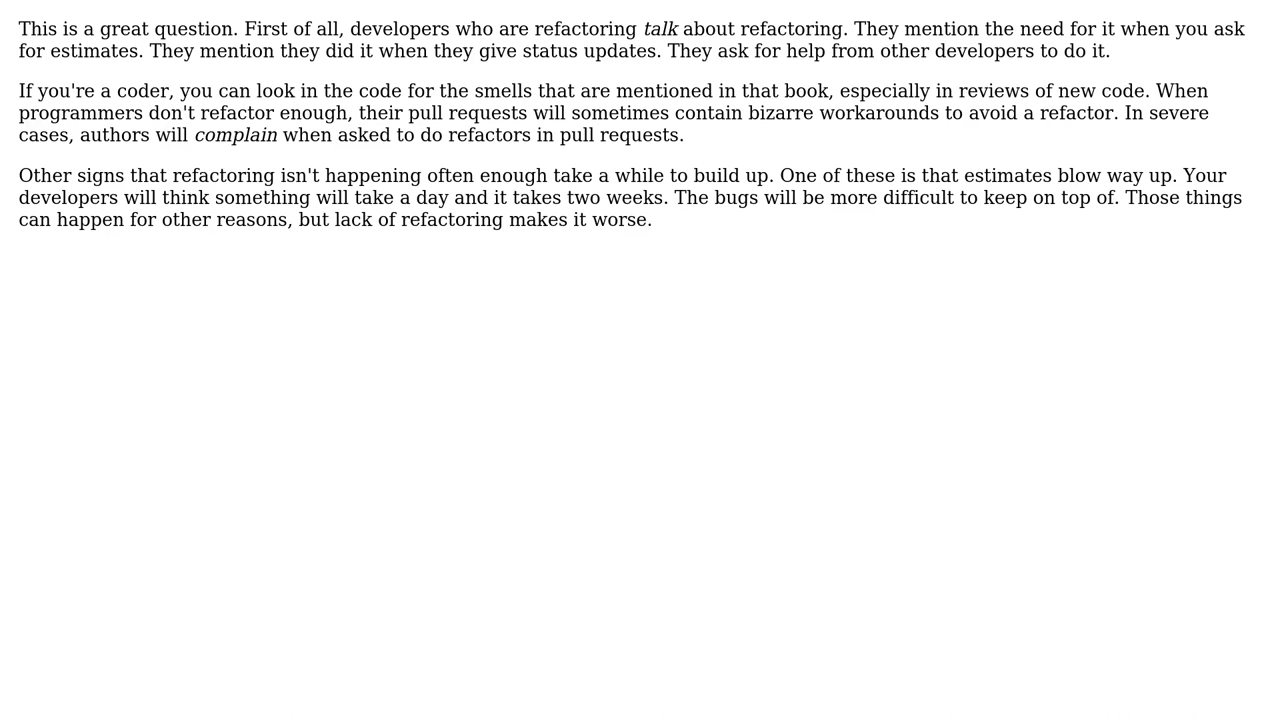 This is a great question. First of all, developers who are refactoring talk about refactoring. They mention the need for it when you ask
for estimates. They mention they did it when they give status updates. They ask for help from other developers to do it.
If you're a coder, you can look in the code for the smells that are mentioned in that book, especially in reviews of new code. When
programmers don't refactor enough, their pull requests will sometimes contain bizarre workarounds to avoid a refactor. In severe
cases, authors will complain when asked to do refactors in pull requests.
Other signs that refactoring isn't happening often enough take a while to build up. One of these is that estimates blow way up. Your
developers will think something will take a day and it takes two weeks. The bugs will be more difficult to keep on top of. Those things
can happen for other reasons, but lack of refactoring makes it worse.